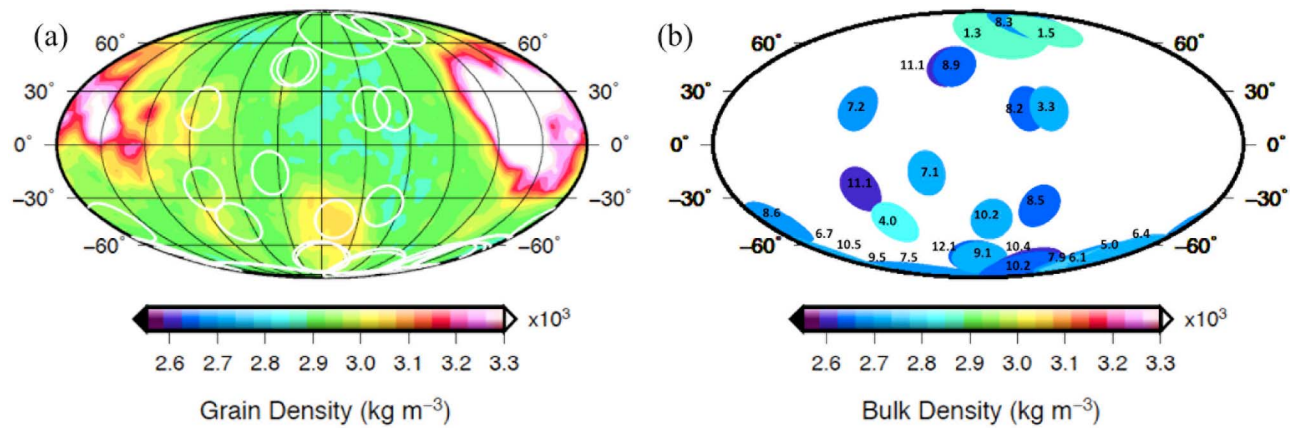 (a)
60˚
60˚
30˚
30˚
0˚
0˚
−30˚
−30˚
−60˚
−60˚
x10³
2.6 2.7 2.8 2.9 3.0 3.1 3.2 3.3
Grain Density (kg m⁻³)
(b)
8.3
1.3 1.5
60˚
60˚
11.1 8.9
30˚
30˚
7.2 8.2 3.3
0˚
0˚
7.1
11.1
−30˚
−30˚
8.5
8.6 4.0 10.2
6.7 6.4
−60˚
−60˚
10.5 12.1 10.4 5.0
9.5 7.5 9.1 7.9 6.1
10.2
x10³
2.6 2.7 2.8 2.9 3.0 3.1 3.2 3.3
Bulk Density (kg m⁻³)